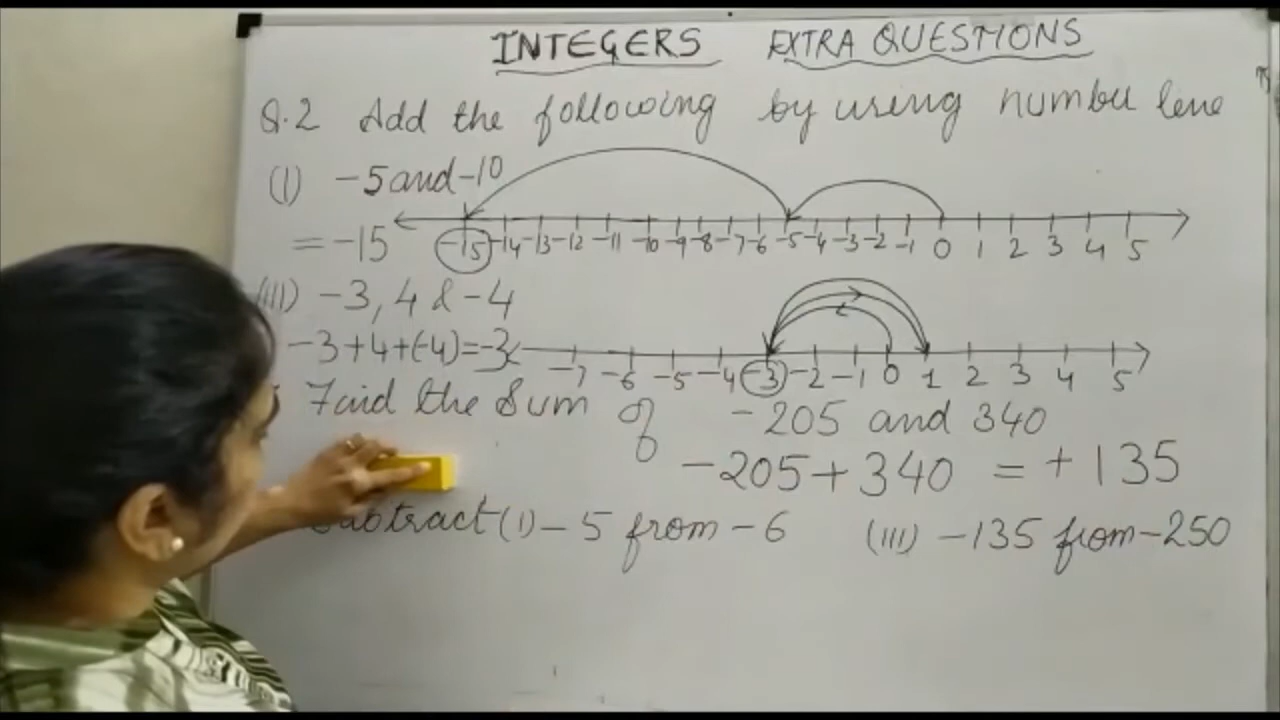 INTEGERS EXTRA QUESTIONS
Q.2 Add the following by using number line
(I) -5 and -10
= -15
-15 -14 -13 -12 -11 -10 -9 -8 -7 -6 -5 -4 -3 -2 -1 0 1 2 3 4 5
(III) -3, 4 & -4
-3+4+(-4)=-3
-7 -6 -5 -4 -3 -2 -1 0 1 2 3 4 5
Find the Sum of -205 and 340
-205+340 = +135
Subtract (I) -5 from -6 (III) -135 from -250